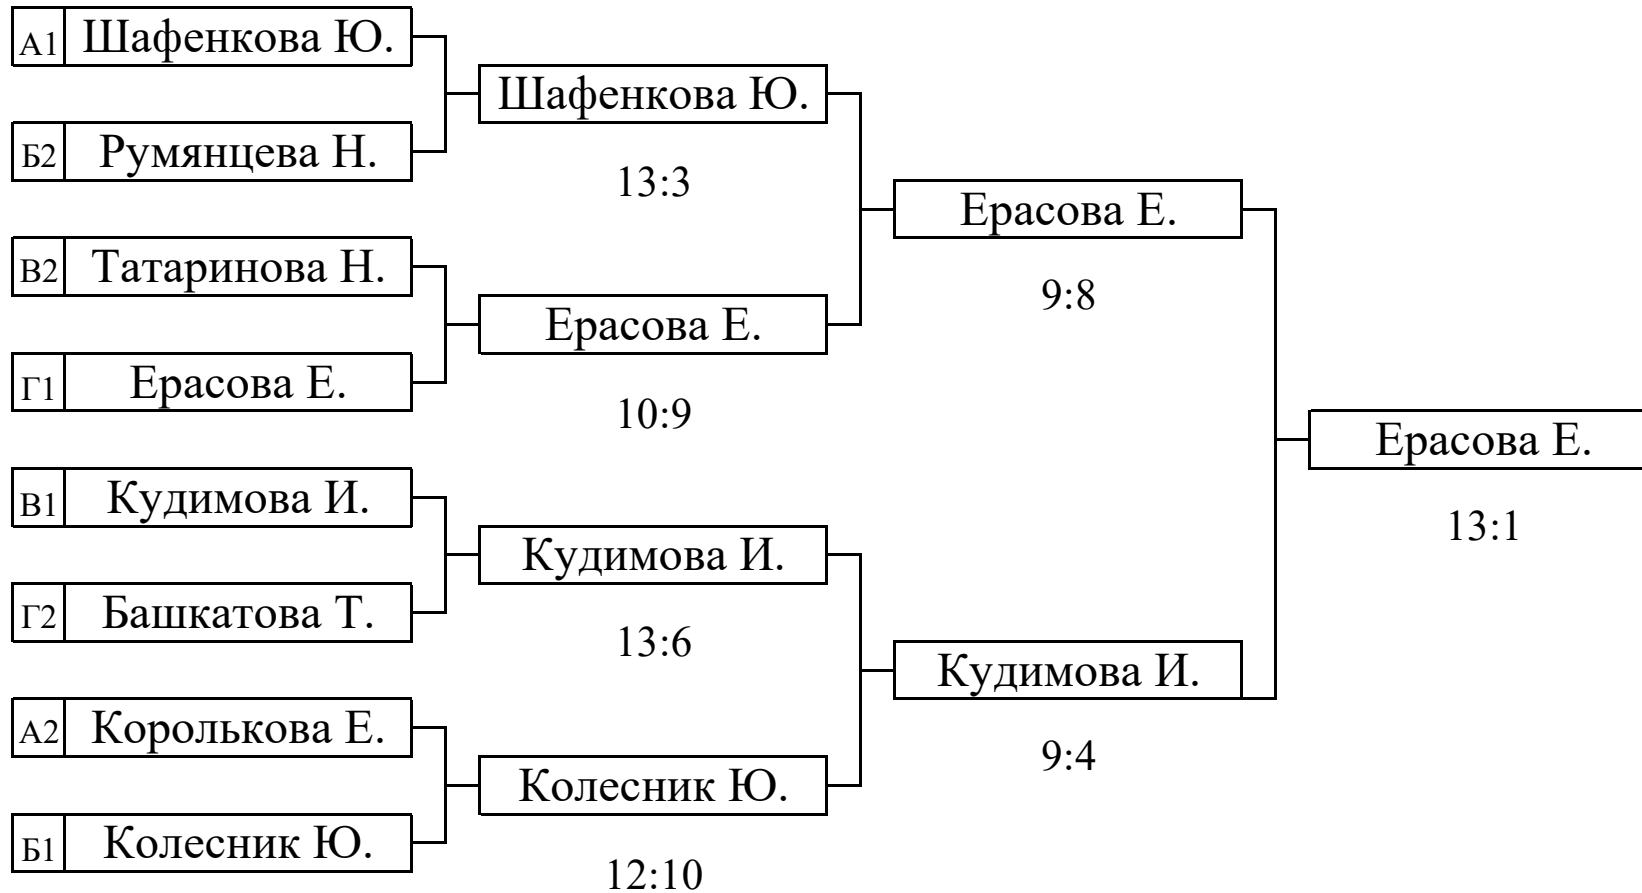 А1 Шафенкова Ю.
Б2 Румянцева Н.
В2 Татаринова Н.
Г1 Ерасова Е.
В1 Кудимова И.
Г2 Башкатова Т.
А2 Королькова Е.
Б1 Колесник Ю.
Шафенкова Ю.
13:3
Ерасова Е.
10:9
Кудимова И.
13:6
Колесник Ю.
12:10
Ерасова Е.
9:8
Кудимова И.
9:4
Ерасова Е.
13:1